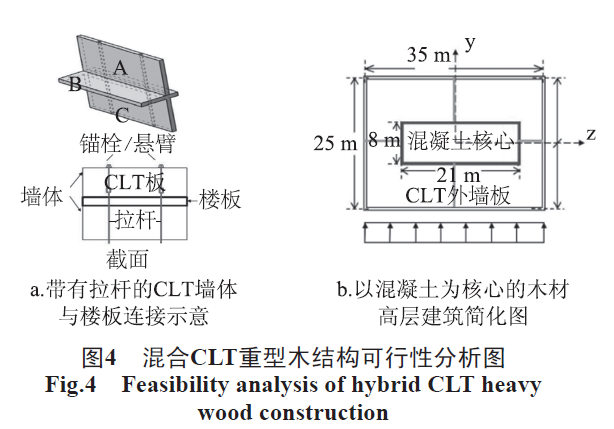 A
B
C
锚栓/悬臂
CLT板
墙体
楼板
拉杆
截面
a.带有拉杆的CLT墙体
与楼板连接示意
35 m
y
25 m
8 m
混凝土核心
z
21 m
CLT外墙板
b.以混凝土为核心的木材
高层建筑简化图
图4 混合CLT重型木结构可行性分析图
Fig.4 Feasibility analysis of hybrid CLT heavy
wood construction